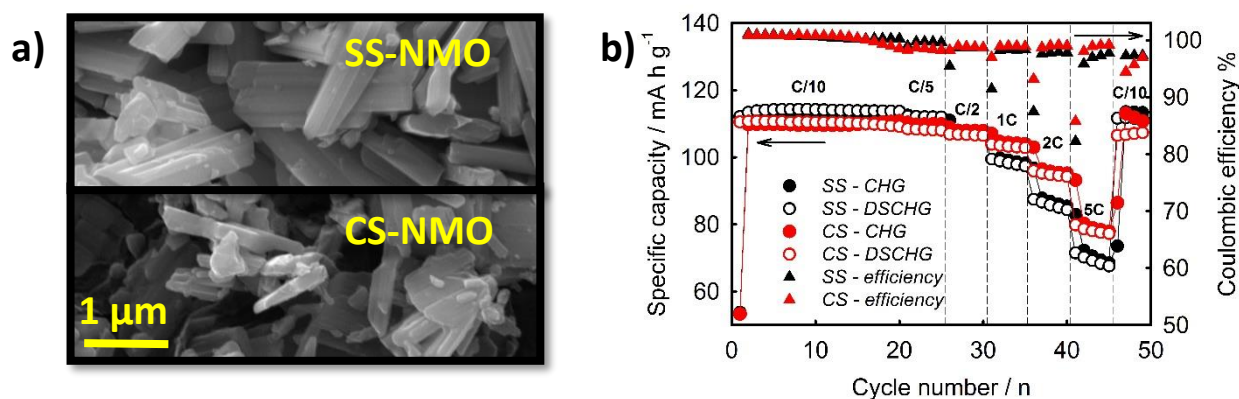 a)
SS-NMO
CS-NMO
1 µm
b)
Specific capacity / mA h g⁻¹
140
120
100
80
60
C/10
C/5
C/2
1C
2C
5C
C/10
SS - CHG
SS - DSCHG
CS - CHG
CS - DSCHG
SS - efficiency
CS - efficiency
0
10
20
30
40
50
Cycle number / n
100
90
80
70
60
50
Coulombic efficiency %